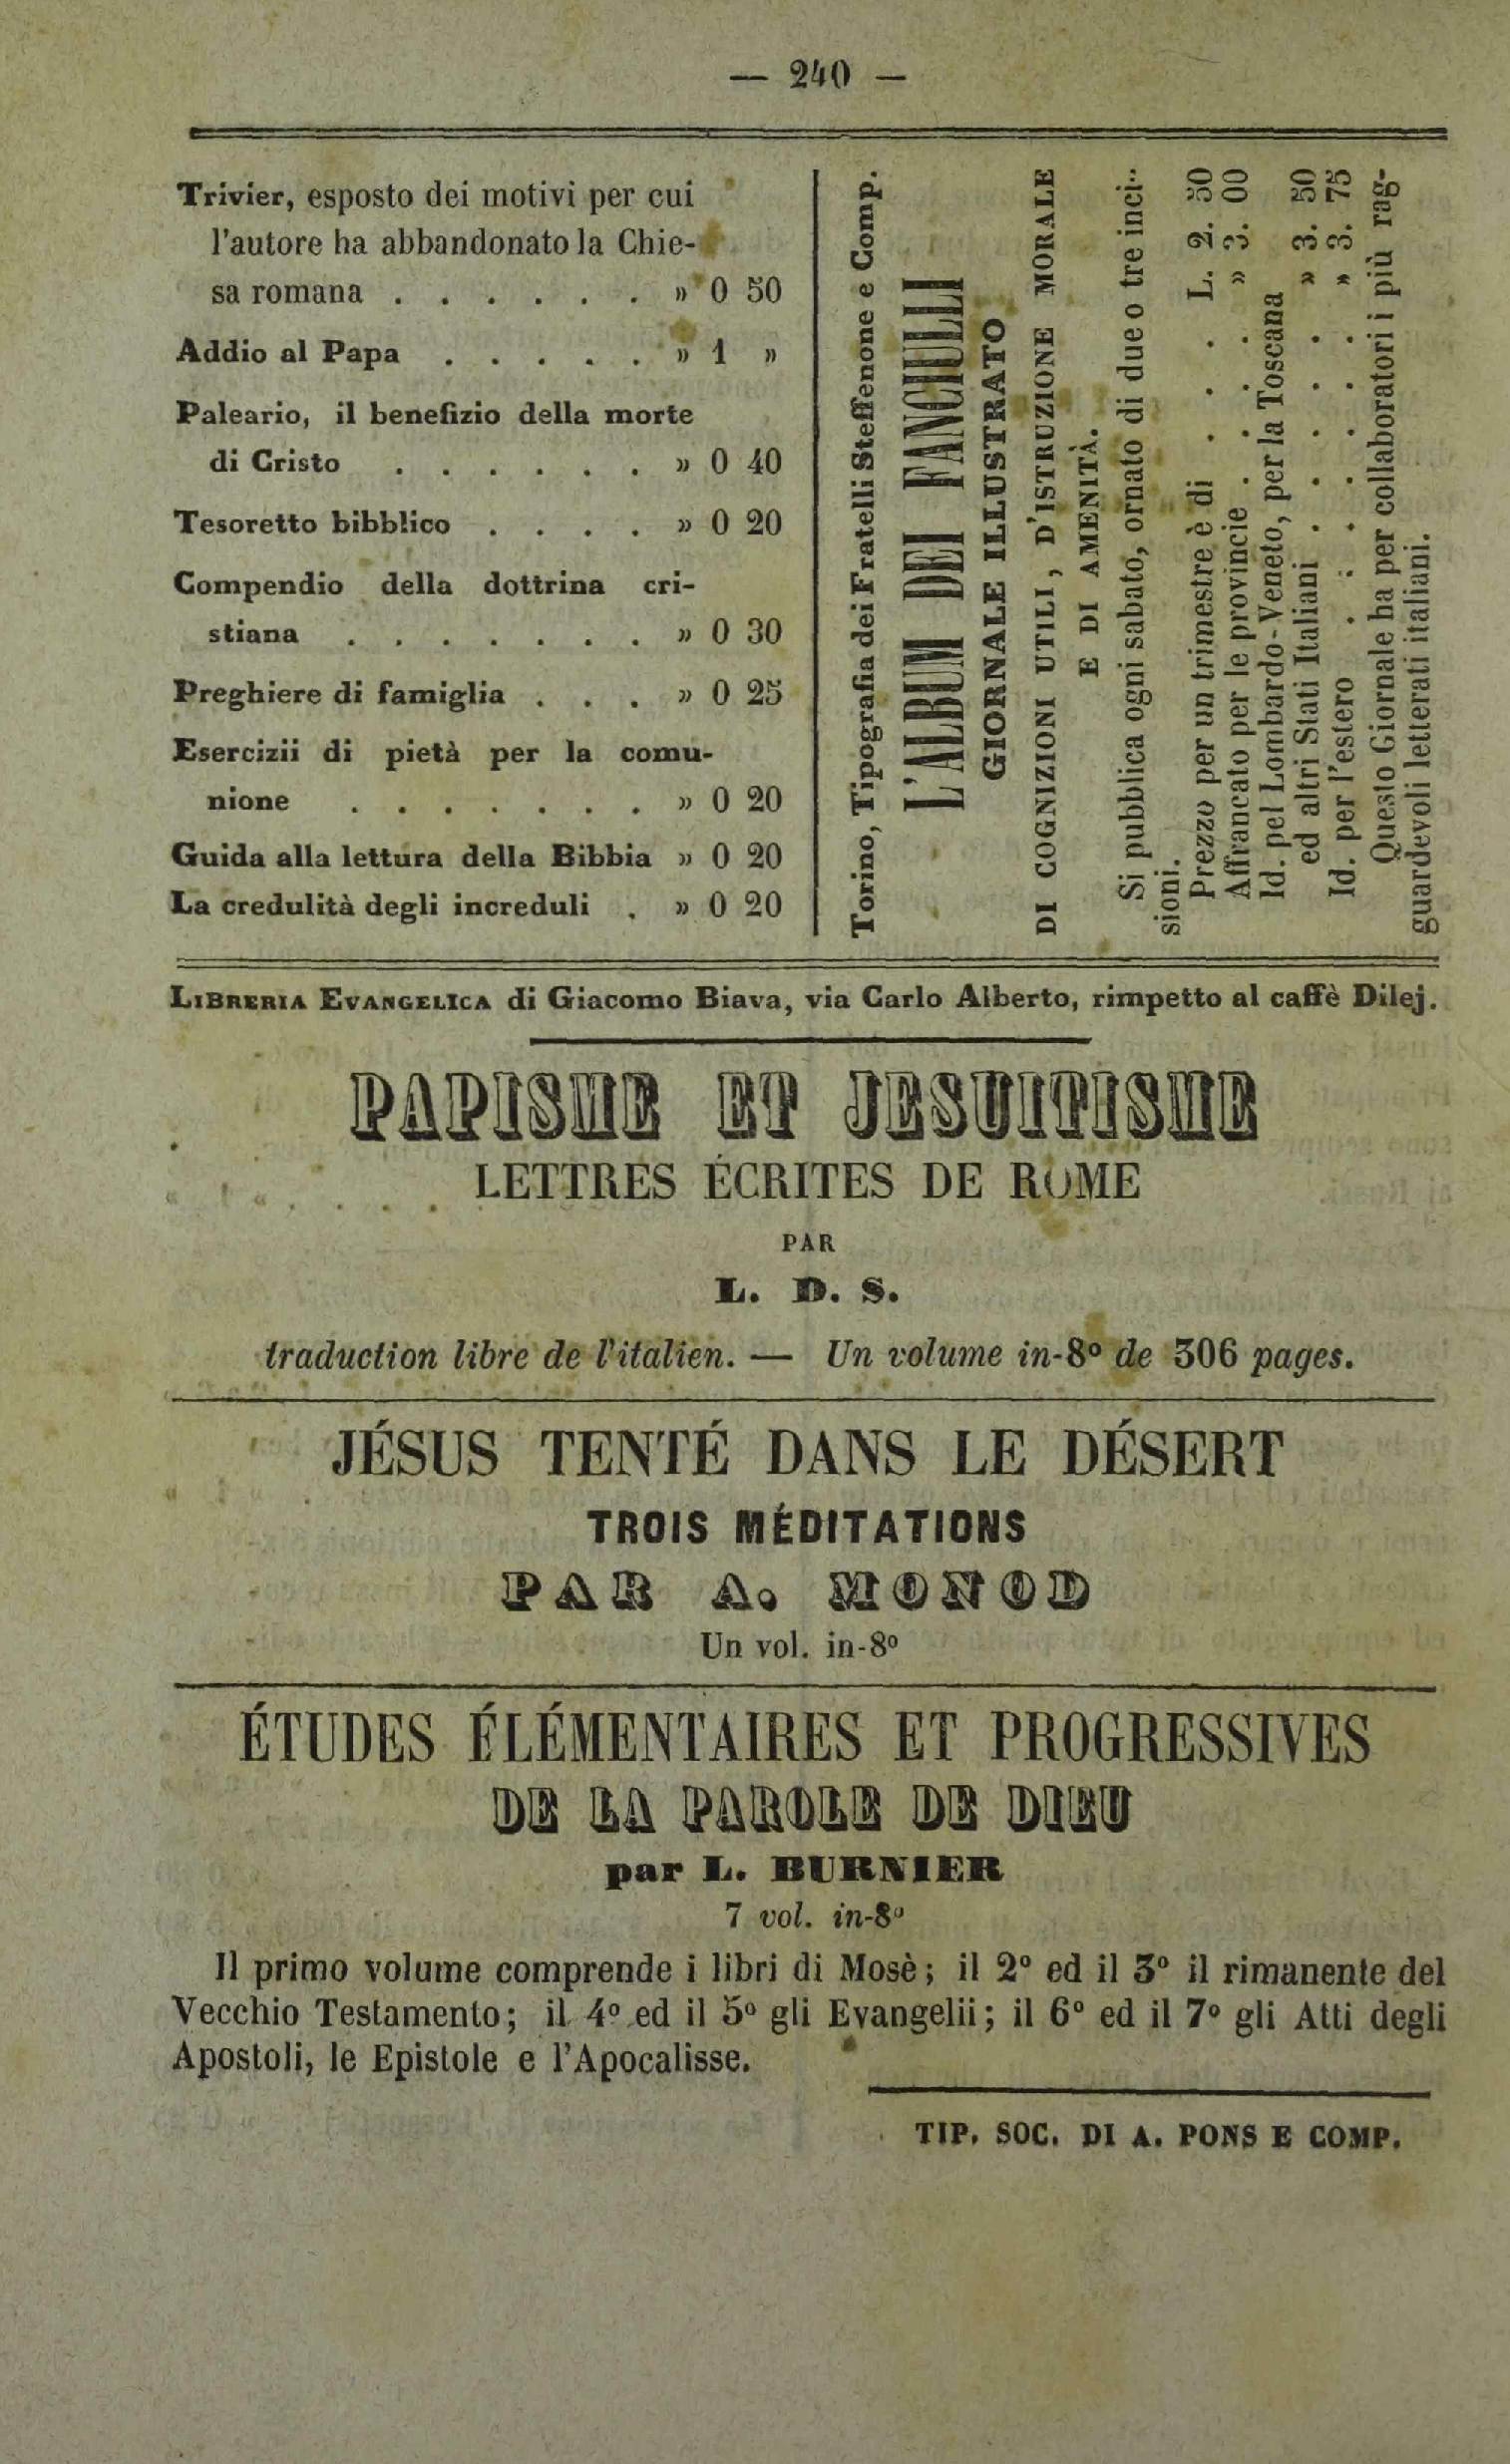 — 240 —
Trivier, esposto dei motivi per cui
l'autore ha abbandonato la Chie-
sa romana . . . . . . » 0 50
Addio al Papa . . . . . » 1 »
Paleario, il benefizio della morte
di Cristo . . . . . . » 0 40
Tesoretto bibblico . . . . » 0 20
Compendio della dottrina cri-
stiana . . . . . . . » 0 30
Preghiere di famiglia . . . » 0 25
Esercizii di pietà per la comu-
nione . . . . . . . » 0 20
Guida alla lettura della Bibbia » 0 20
La credulità degli increduli . » 0 20
Torino, Tipografia dei Fratelli Steffenone e Comp.
L'ALBUM DEI FANCIULLI
GIORNALE ILLUSTRATO
DI COGNIZIONI UTILI, D'ISTRUZIONE MORALE
E DI AMENITÀ.
Si pubblica ogni sabato, ornato di due o tre inci-
sioni.
Prezzo per un trimestre è di . . . L. 2. 50
Affrancato per le provincie . . . . » 3. 00
Id. pel Lombardo-Veneto, per la Toscana
ed altri Stati Italiani . . . . . » 3. 50
Id. per l'estero . . . . . . . » 3. 75
Questo Giornale ha per collaboratori i più rag-
guardevoli letterati italiani.
LIBRERIA EVANGELICA di Giacomo Biava, via Carlo Alberto, rimpetto al caffè Dilej.
PAPISME ET JESUITISME
LETTRES ÉCRITES DE ROME
PAR
L. D. S.
traduction libre de l'italien. — Un volume in-8º de 306 pages.
JÉSUS TENTÉ DANS LE DÉSERT
TROIS MÉDITATIONS
PAR A. MONOD
Un vol. in-8º
ÉTUDES ÉLÉMENTAIRES ET PROGRESSIVES
DE LA PAROLE DE DIEU
par L. BURNIER
7 vol. in-8º
Il primo volume comprende i libri di Mosè; il 2º ed il 3º il rimanente del
Vecchio Testamento; il 4º ed il 5º gli Evangelii; il 6º ed il 7º gli Atti degli
Apostoli, le Epistole e l'Apocalisse.
TIP. SOC. DI A. PONS E COMP.